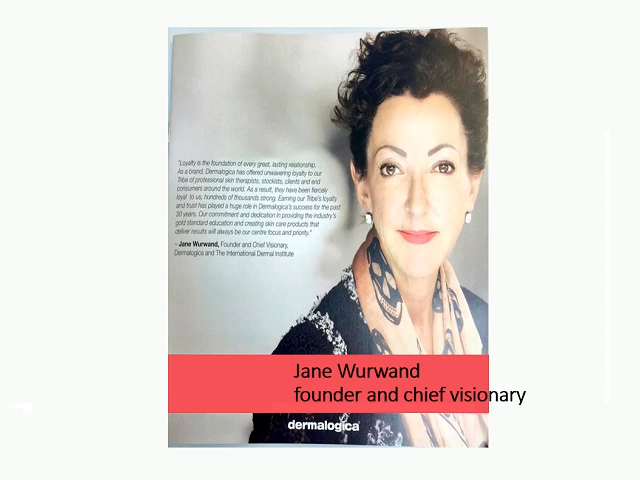 "Loyalty is the foundation of every great, lasting relationship.
As a brand, Dermalogica has offered unwavering loyalty to our
Tribe of professional skin therapists, stockists, clients and end
consumers around the world. As a result, they have been fiercely
loyal to us, hundreds of thousands strong. Earning our Tribe's loyalty
and trust has played a huge role in Dermalogica's success for the past
30 years. Our commitment and dedication in providing the industry's
gold standard education and creating skin care products that
deliver results will always be our centre focus and priority."
– Jane Wurwand, Founder and Chief Visionary,
Dermalogica and The International Dermal Institute
Jane Wurwand
founder and chief visionary
dermalogica